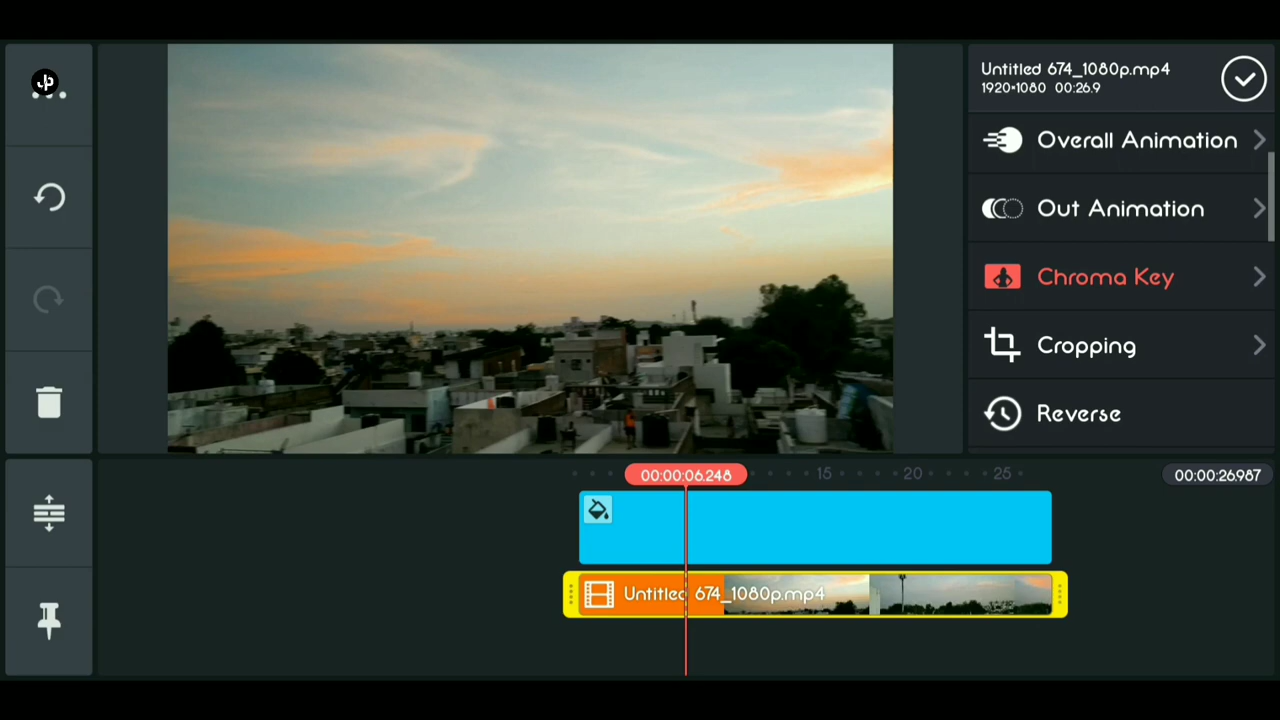 Untitled 674_1080p.mp4
1920×1080 00:26.9
Overall Animation
Out Animation
Chroma Key
Cropping
Reverse
00:00:06.248
15
20
25
00:00:26.987
Untitled 674_1080p.mp4